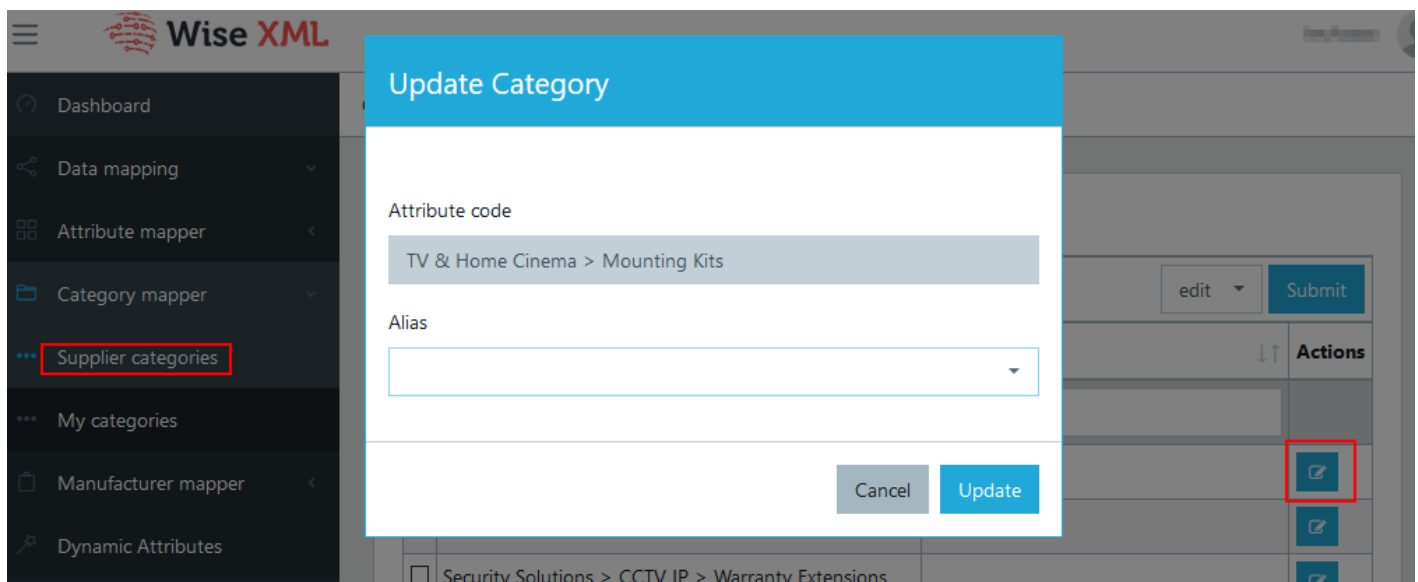 Wise XML
Update Category
Dashboard
Data mapping
Attribute code
Attribute mapper
TV & Home Cinema > Mounting Kits
Category mapper
edit
Submit
Alias
Supplier categories
Actions
My categories
Manufacturer mapper
Cancel
Update
Dynamic Attributes
Security Solutions > CCTV IP > Warranty Extensions